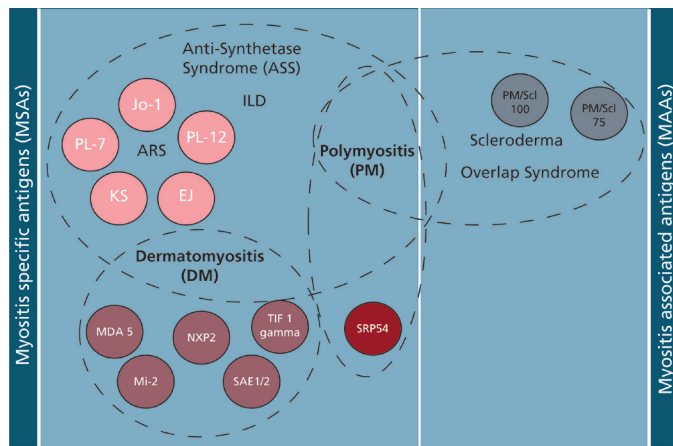 Myositis specific antigens (MSAs)
Anti-Synthetase
Syndrome (ASS)
ILD
Jo-1
PL-7
PL-12
ARS
KS
EJ
Polymyositis
(PM)
PM/Scl
100
PM/Scl
75
Scleroderma
Overlap Syndrome
Dermatomyositis
(DM)
MDA 5
NXP2
TIF 1
gamma
Mi-2
SAE1/2
SRP54
Myositis associated antigens (MAAs)